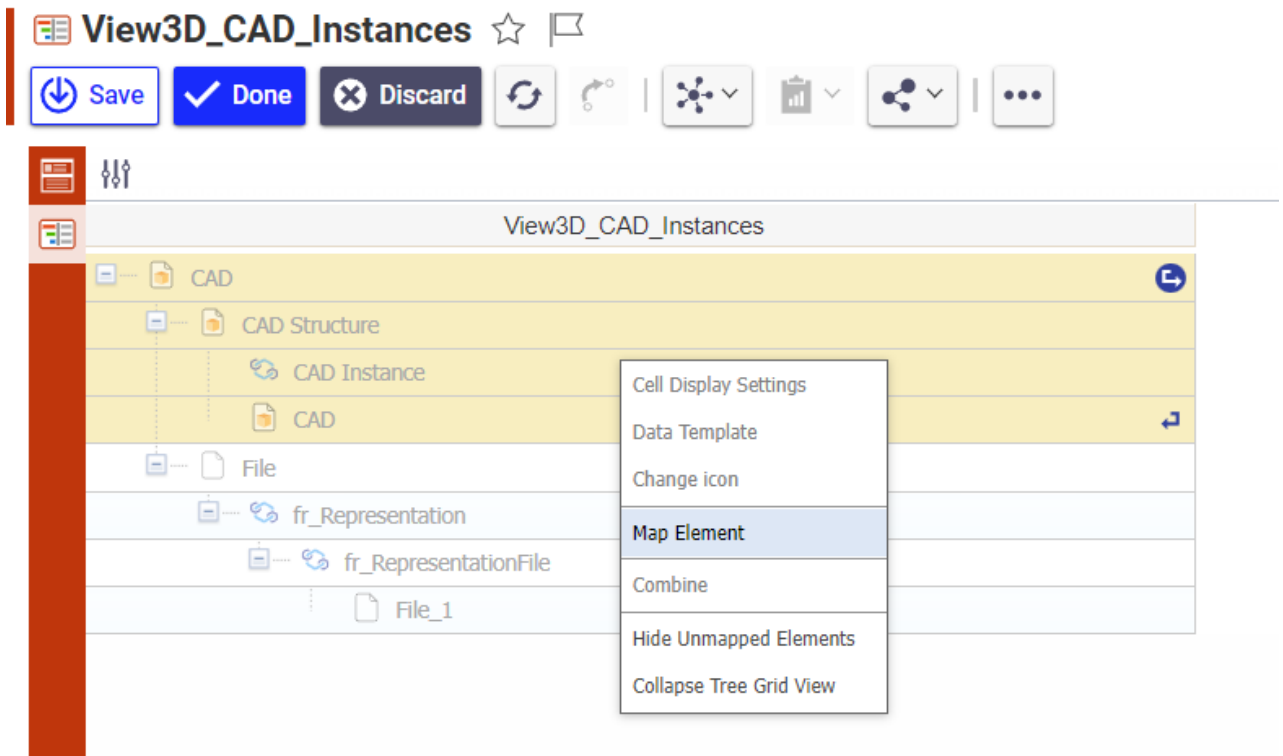 View3D_CAD_Instances
Save Done Discard
View3D_CAD_Instances
CAD
CAD Structure
CAD Instance
CAD
File
fr_Representation
fr_RepresentationFile
File_1
Cell Display Settings
Data Template
Change icon
Map Element
Combine
Hide Unmapped Elements
Collapse Tree Grid View